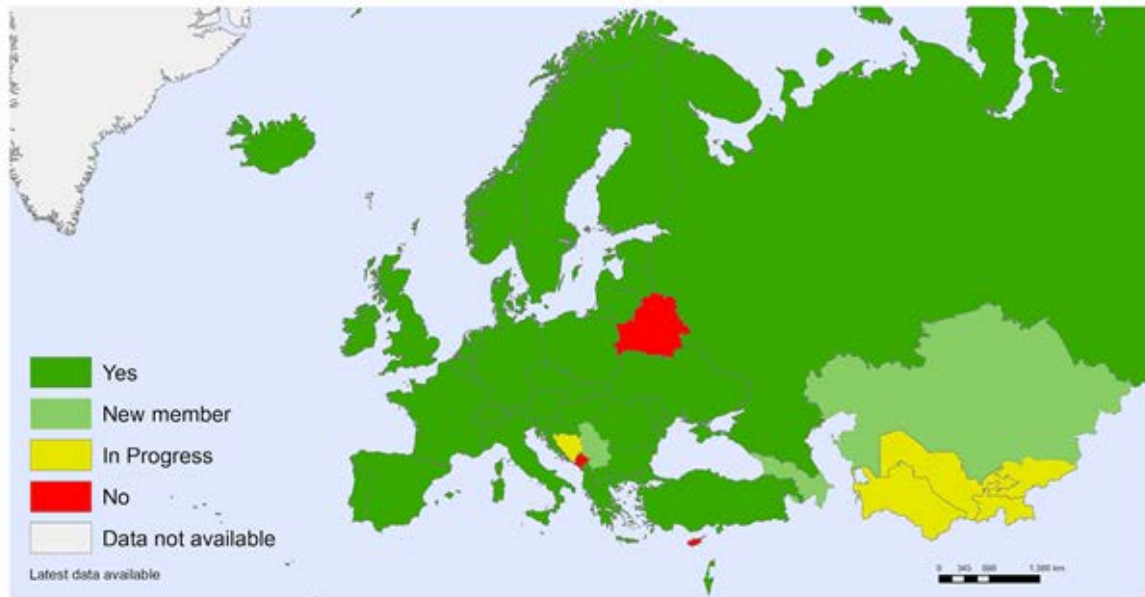 Yes
New member
In Progress
No
Data not available
Latest data available